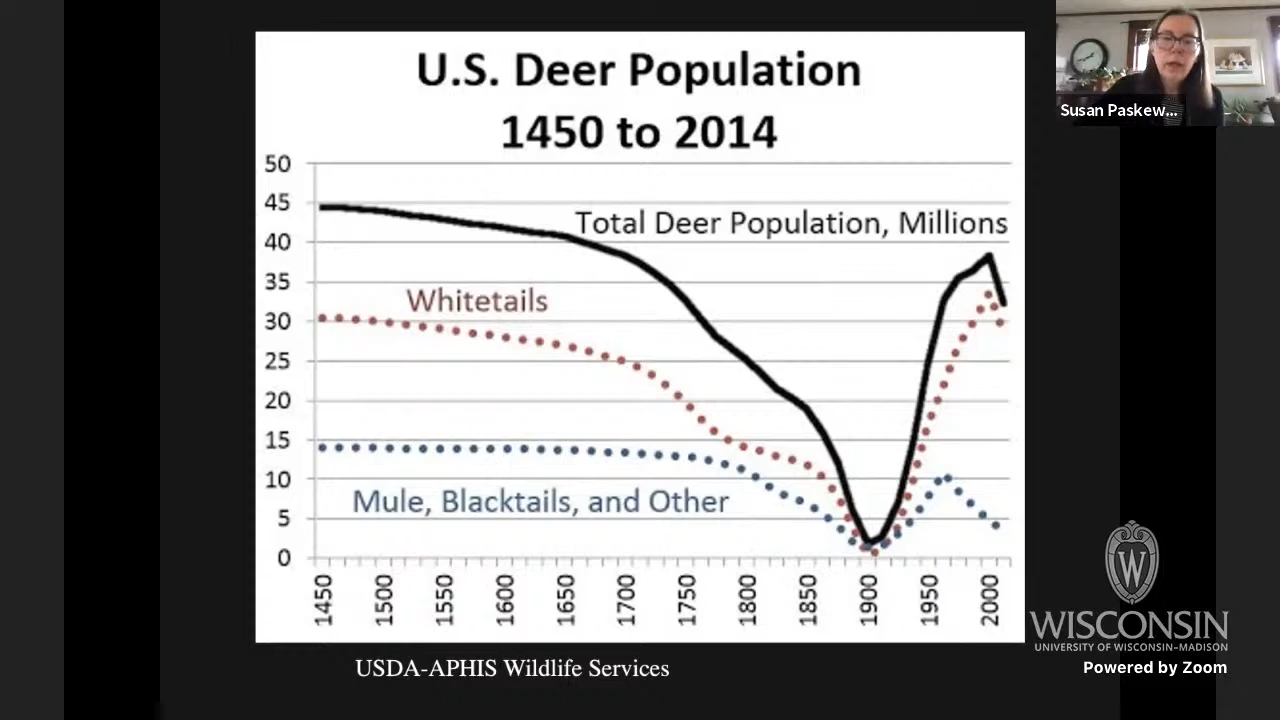 U.S. Deer Population
1450 to 2014
50
45
40
35
30
25
20
15
10
5
0
Total Deer Population, Millions
Whitetails
Mule, Blacktails, and Other
1450
1500
1550
1600
1650
1700
1750
1800
1850
1900
1950
2000
USDA-APHIS Wildlife Services
Susan Paskew...
W
WISCONSIN
UNIVERSITY OF WISCONSIN–MADISON
Powered by Zoom